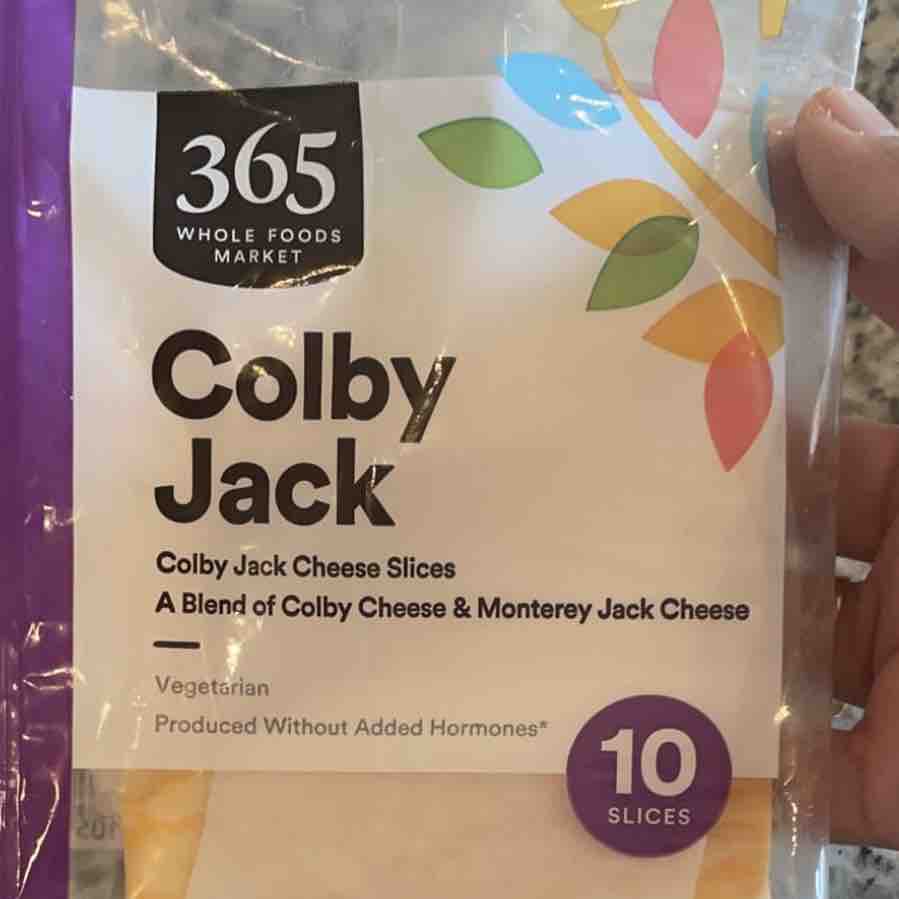 365
WHOLE FOODS
MARKET
Colby
Jack
Colby Jack Cheese Slices
A Blend of Colby Cheese & Monterey Jack Cheese
Vegetarian
Produced Without Added Hormones*
10
SLICES